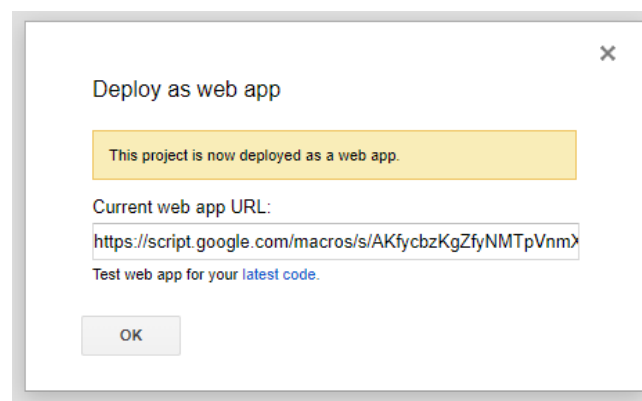 Deploy as web app
This project is now deployed as a web app.
Current web app URL:
https://script.google.com/macros/s/AKfycbzKgZfyNMTpVnmX
Test web app for your latest code.
OK